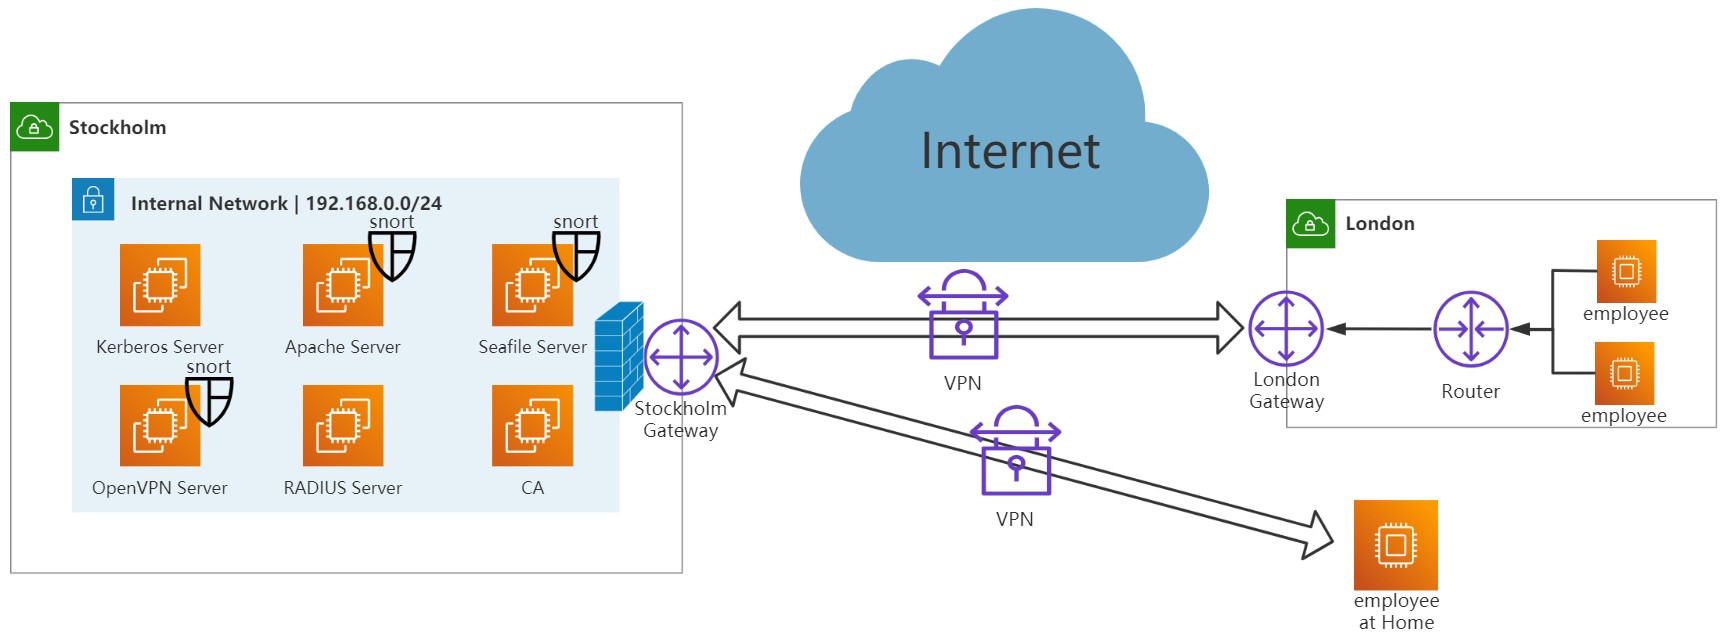 Internet
Stockholm
Internal Network | 192.168.0.0/24
snort
snort
Kerberos Server
Apache Server
Seafile Server
snort
OpenVPN Server
RADIUS Server
CA
Stockholm
Gateway
VPN
VPN
London
London
Gateway
Router
employee
employee
employee
at Home